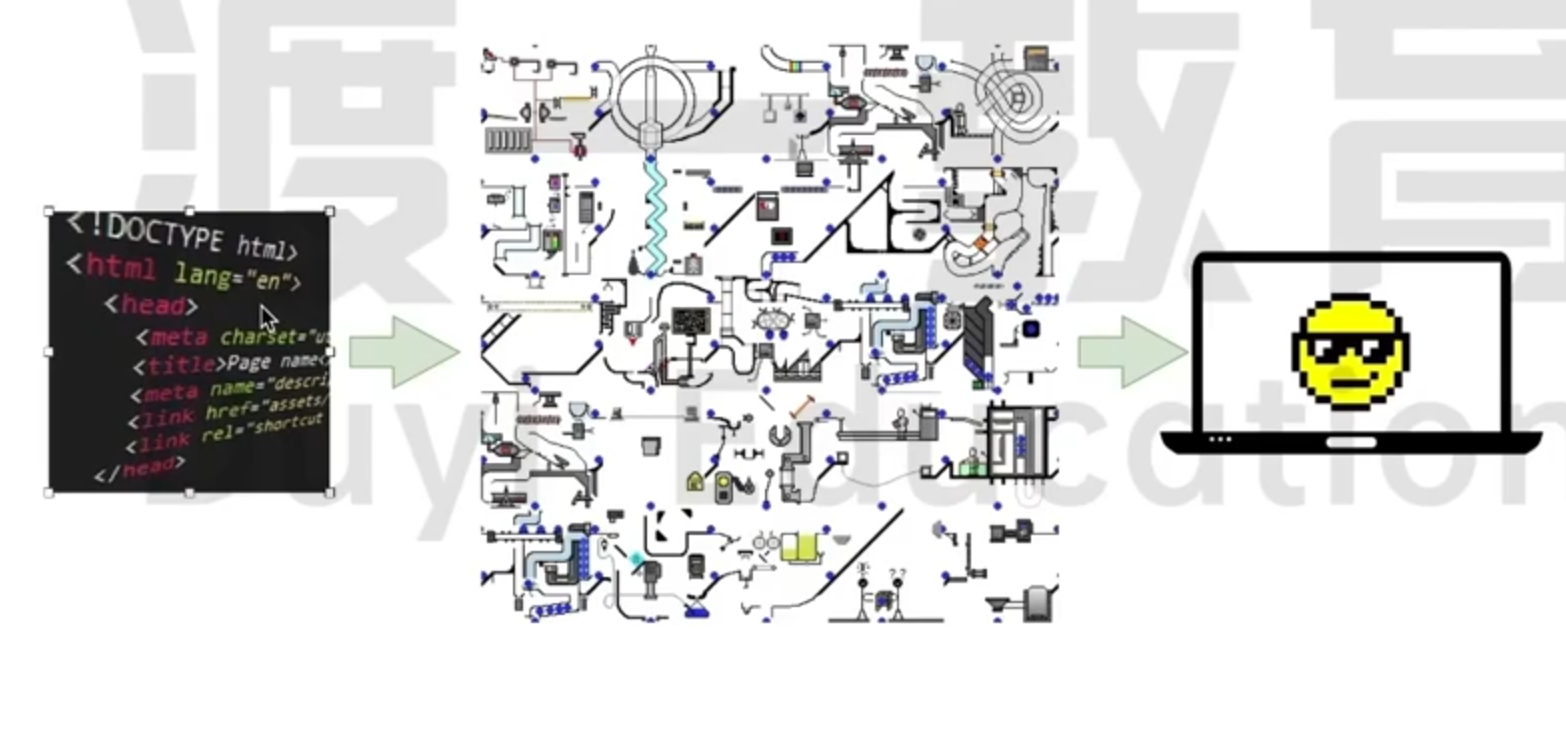 渡 教育
Duyi Education
<!DOCTYPE html>
<html lang="en">
<head>
<meta charset="u
<title>Page name<
<meta name="descri
<link href="assets/
<link rel="shortcut
</head>
? ?